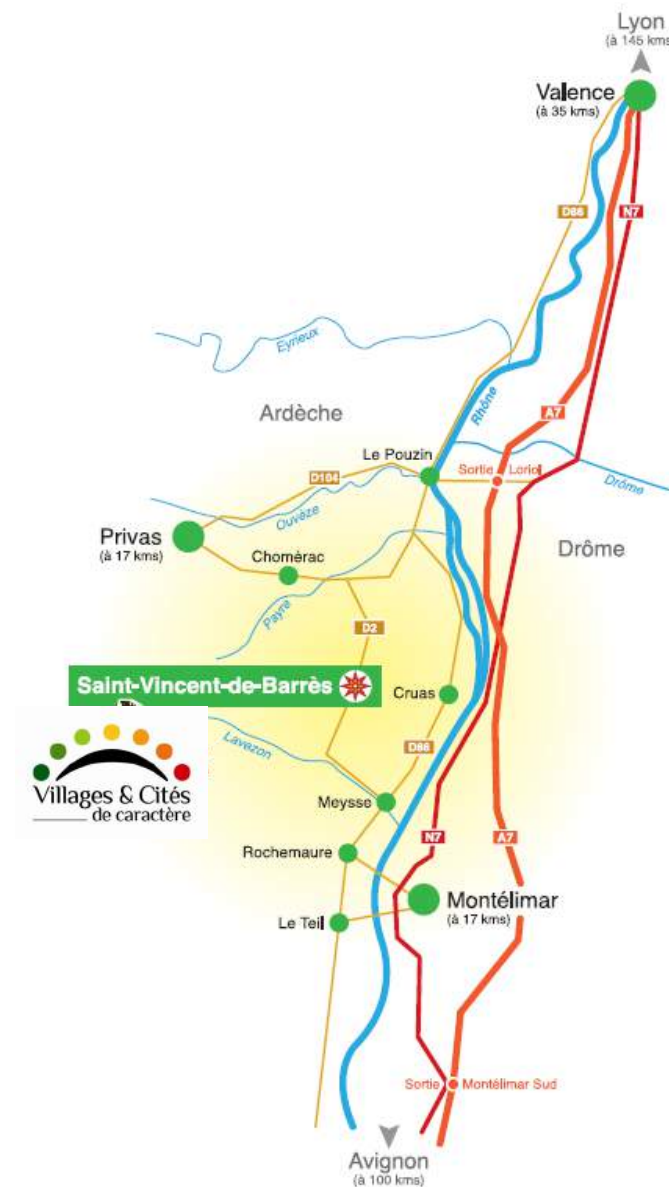 Lyon
(à 145 kms)
Valence
(à 35 kms)
D86
N7
Eyrieux
Rhône
Ardèche
A7
Le Pouzin
Sortie
Loriol
D104
Drôme
Ouvèze
Privas
(à 17 kms)
Drôme
Chomérac
Payre
D2
Saint-Vincent-de-Barrès
Cruas
Lavezon
D86
Villages & Cités
de caractère
Meysse
N7
A7
Rochemaure
Montélimar
(à 17 kms)
Le Teil
Sortie
Montélimar Sud
Avignon
(à 100 kms)